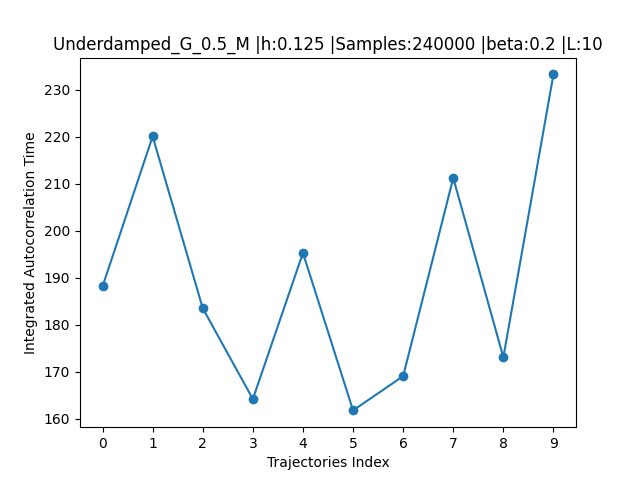 Underdamped_G_0.5_M |h:0.125 |Samples:240000 |beta:0.2 |L:10
Integrated Autocorrelation Time
230
220
210
200
190
180
170
160
0 1 2 3 4 5 6 7 8 9
Trajectories Index